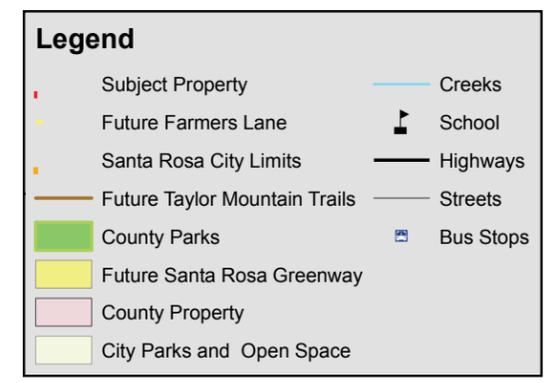 Legend
Subject Property
Future Farmers Lane
Santa Rosa City Limits
Future Taylor Mountain Trails
County Parks
Future Santa Rosa Greenway
County Property
City Parks and Open Space
Creeks
School
Highways
Streets
Bus Stops